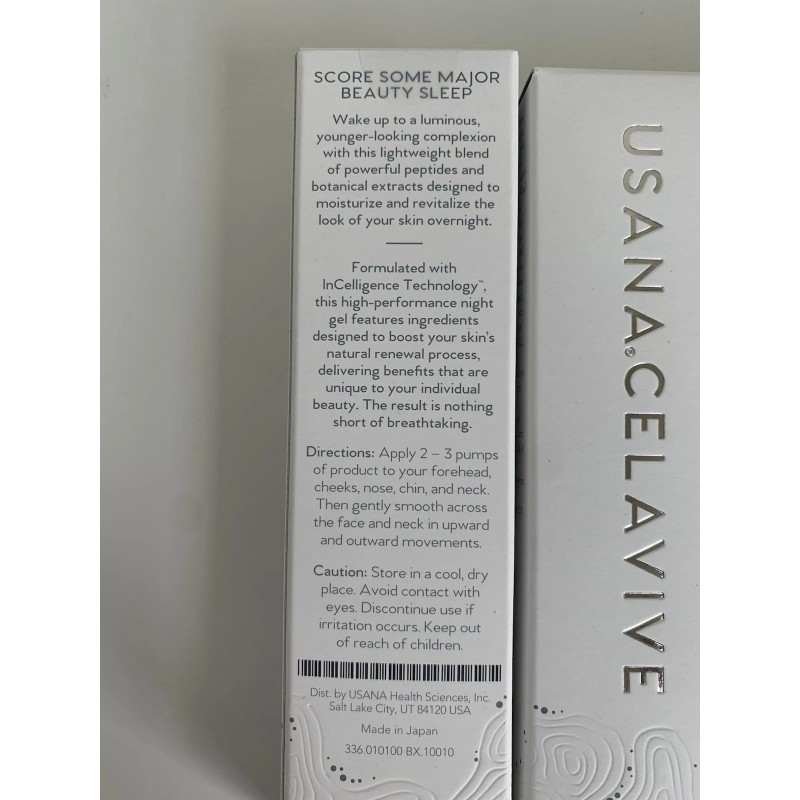 SCORE SOME MAJOR
BEAUTY SLEEP
Wake up to a luminous,
younger-looking complexion
with this lightweight blend
of powerful peptides and
botanical extracts designed to
moisturize and revitalize the
look of your skin overnight.
Formulated with
InCelligence Technology™,
this high-performance night
gel features ingredients
designed to boost your skin's
natural renewal process,
delivering benefits that are
unique to your individual
beauty. The result is nothing
short of breathtaking.
Directions: Apply 2 – 3 pumps
of product to your forehead,
cheeks, nose, chin, and neck.
Then gently smooth across
the face and neck in upward
and outward movements.
Caution: Store in a cool, dry
place. Avoid contact with
eyes. Discontinue use if
irritation occurs. Keep out
of reach of children.
Dist. by USANA Health Sciences, Inc.
Salt Lake City, UT 84120 USA
Made in Japan
336.010100 BX.10010
USANA® CELAVIVE